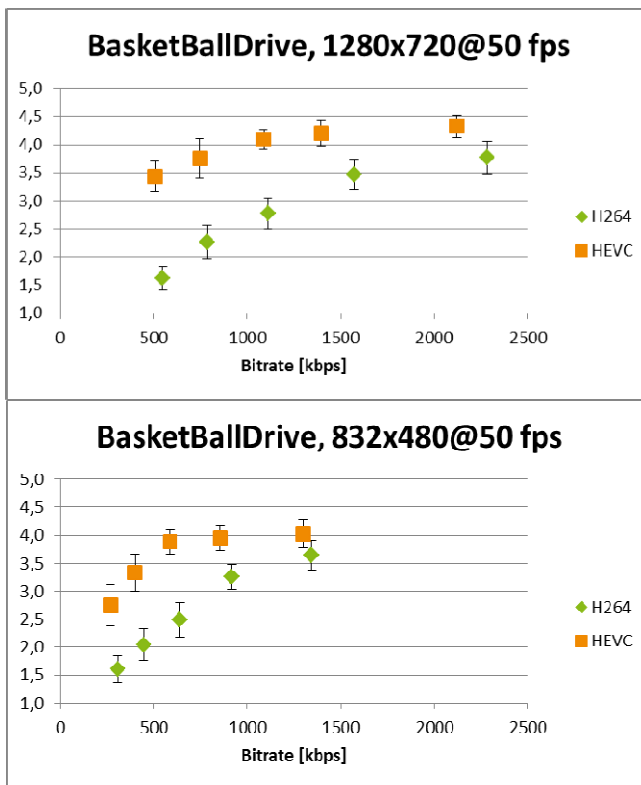 BasketBallDrive, 1280x720@50 fps
5,0
4,5
4,0
3,5
3,0
2,5
2,0
1,5
1,0
0 500 1000 1500 2000 2500
Bitrate [kbps]
H264
HEVC
BasketBallDrive, 832x480@50 fps
5,0
4,5
4,0
3,5
3,0
2,5
2,0
1,5
1,0
0 500 1000 1500 2000 2500
Bitrate [kbps]
H264
HEVC